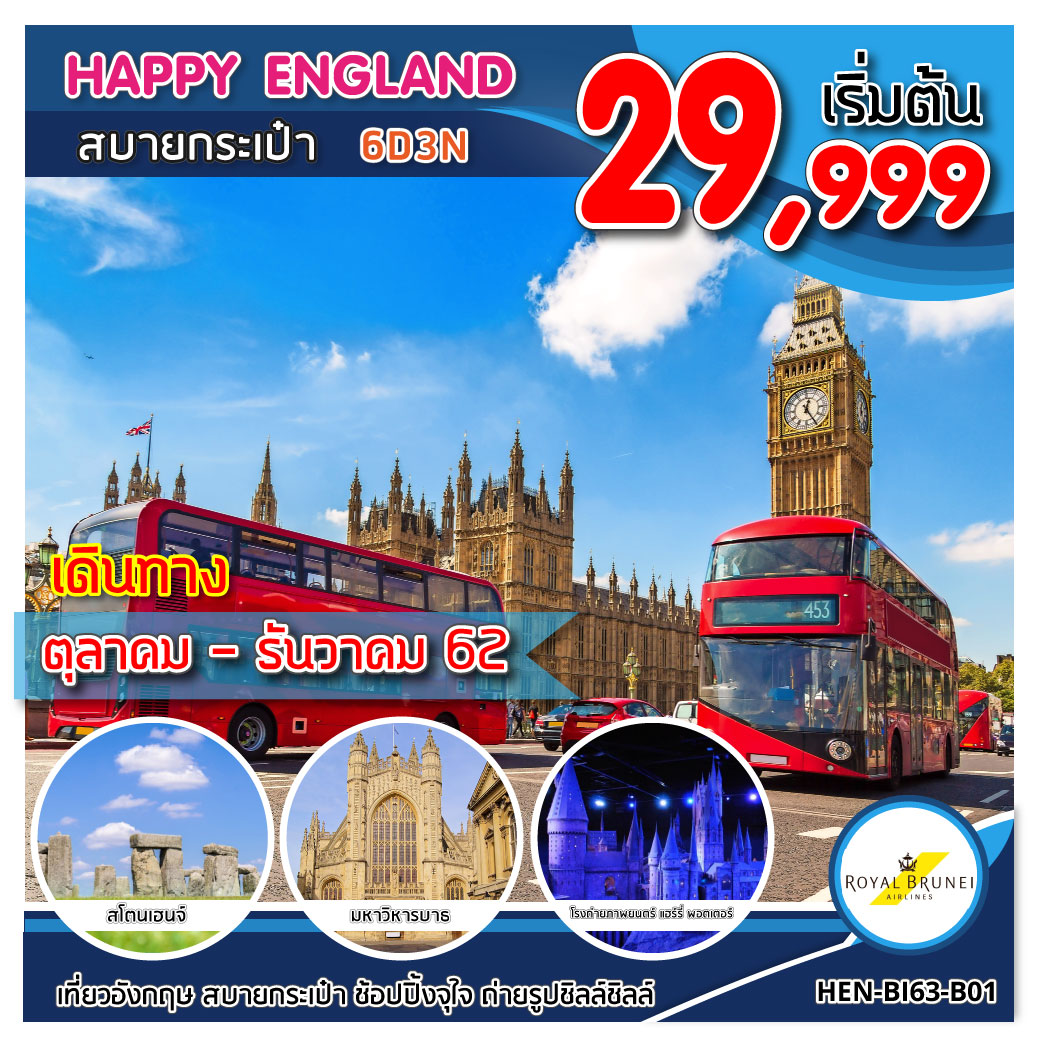 HAPPY ENGLAND
สบายกระเป๋า 6D3N
เริ่มต้น
29,999
453
เดินทาง
ตุลาคม - ธันวาคม 62
สโตนเฮนจ์
มหาวิหารบาธ
โรงถ่ายภาพยนตร์ แฮร์รี่ พอตเตอร์
ROYAL BRUNEI
AIRLINES
เที่ยวอังกฤษ สบายกระเป๋า ช้อปปิ้งจุใจ ถ่ายรูปชิลล์ชิลล์
HEN-BI63-B01